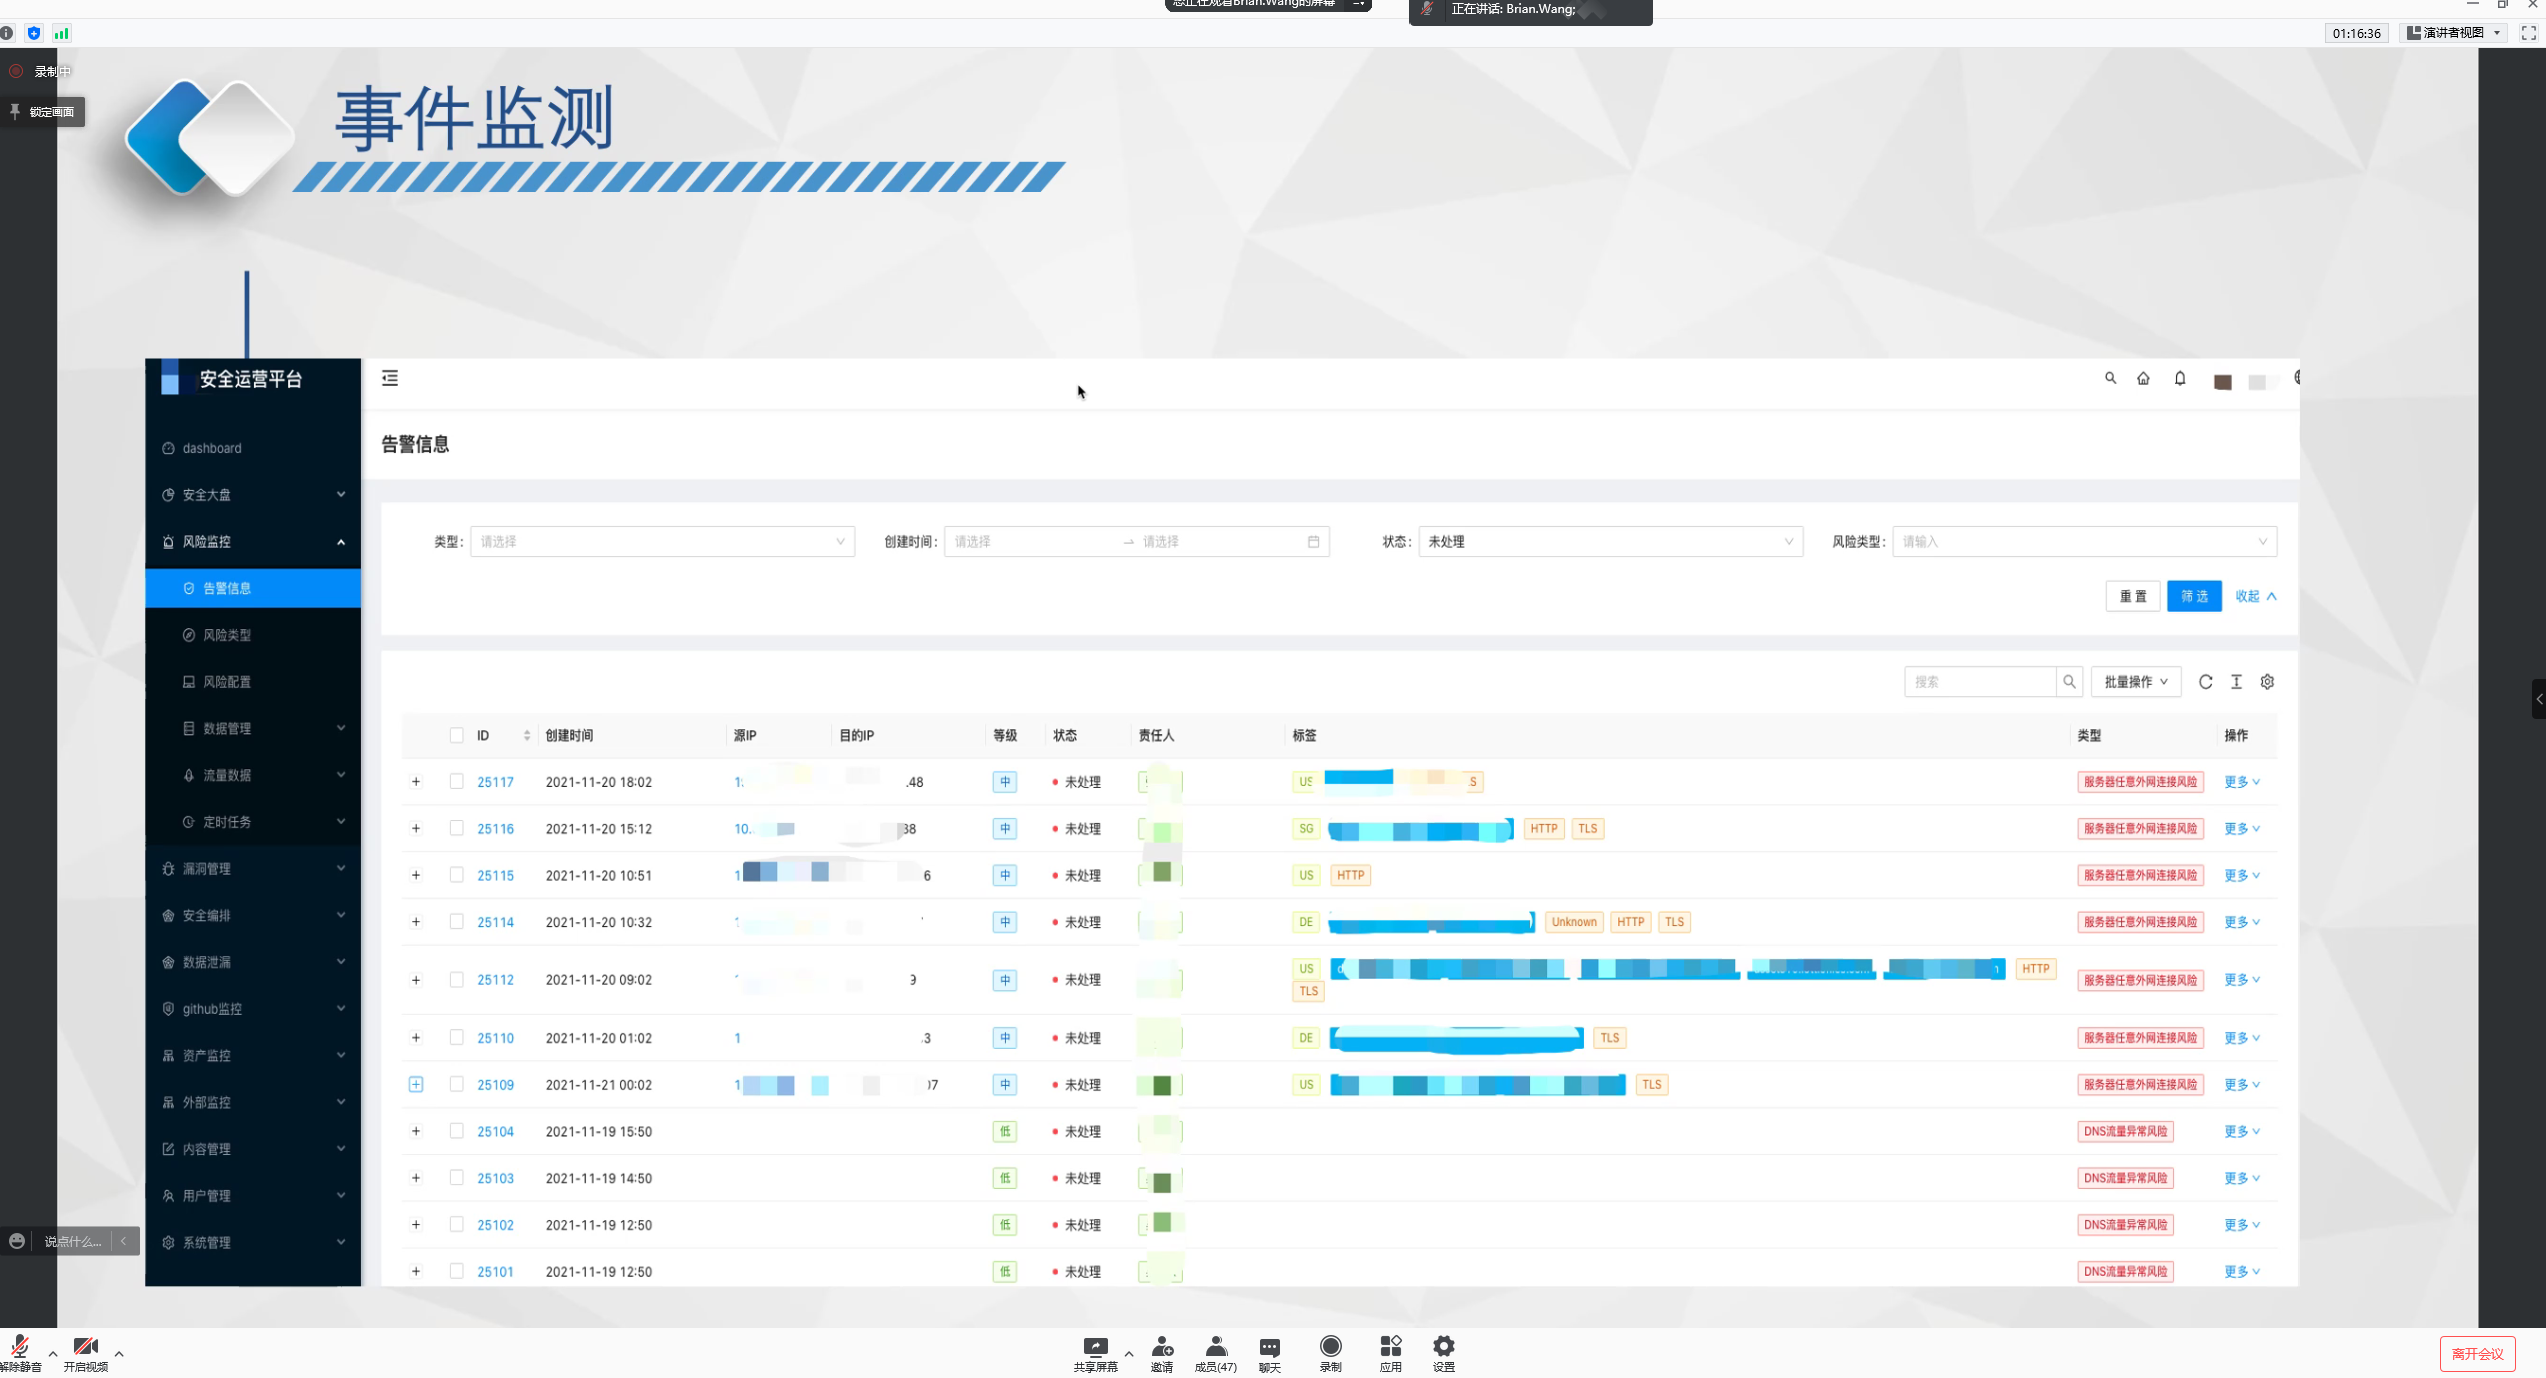 您正在观看Brian.Wang的屏幕
正在讲话: Brian.Wang;
01:16:36 演讲者视图
录制中
锁定画面
事件监测
安全运营平台
dashboard
安全大盘
风险监控
告警信息
风险类型
风险配置
数据管理
流量数据
定时任务
漏洞管理
安全编排
数据泄漏
github监控
资产监控
外部监控
内容管理
用户管理
系统管理
告警信息
类型: 请选择 创建时间: 请选择 → 请选择 状态: 未处理 风险类型: 请输入
重置 筛选 收起
搜索 批量操作
ID 创建时间 源IP 目的IP 等级 状态 责任人 标签 类型 操作
+ 25117 2021-11-20 18:02 1. .48 中 未处理 US S 服务器任意外网连接风险 更多
+ 25116 2021-11-20 15:12 10. 38 中 未处理 SG HTTP TLS 服务器任意外网连接风险 更多
+ 25115 2021-11-20 10:51 1 6 中 未处理 US HTTP 服务器任意外网连接风险 更多
+ 25114 2021-11-20 10:32 中 未处理 DE Unknown HTTP TLS 服务器任意外网连接风险 更多
+ 25112 2021-11-20 09:02 9 中 未处理 US HTTP TLS 服务器任意外网连接风险 更多
+ 25110 2021-11-20 01:02 1 .3 中 未处理 DE TLS 服务器任意外网连接风险 更多
+ 25109 2021-11-21 00:02 1 07 中 未处理 US TLS 服务器任意外网连接风险 更多
+ 25104 2021-11-19 15:50 低 未处理 DNS流量异常风险 更多
+ 25103 2021-11-19 14:50 低 未处理 DNS流量异常风险 更多
+ 25102 2021-11-19 12:50 低 未处理 DNS流量异常风险 更多
+ 25101 2021-11-19 12:50 低 未处理 DNS流量异常风险 更多
说点什么...
解除静音 开启视频 共享屏幕 邀请 成员(47) 聊天 录制 应用 设置 离开会议